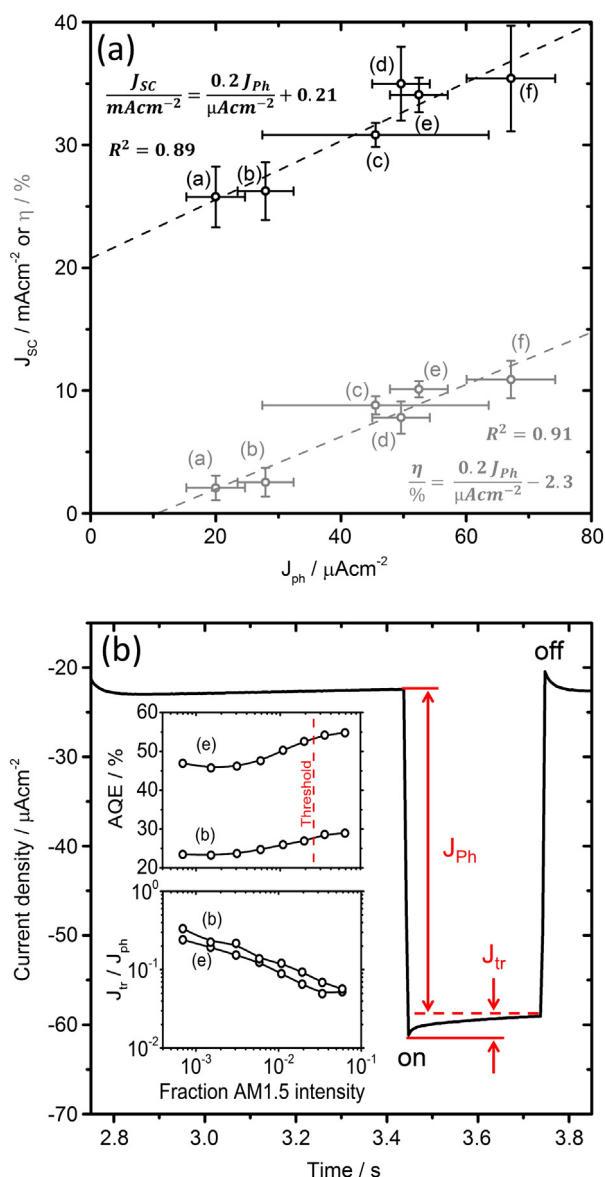 (a)
40
30
20
10
0
J_SC / mAcm⁻² or η / %
J_SC / mAcm⁻² = 0.2 J_Ph / μAcm⁻² + 0.21
R² = 0.89
(a)
(b)
(c)
(d)
(e)
(f)
(a)
(b)
(c)
(d)
(e)
(f)
R² = 0.91
η / % = 0.2 J_Ph / μAcm⁻² − 2.3
0 20 40 60 80
J_ph / μAcm⁻²
(b)
off
-20
-30
-40
-50
-60
-70
Current density / μAcm⁻²
60
50
40
30
20
AQE / %
(e)
(b)
Threshold
10⁰
10⁻¹
10⁻²
J_tr / J_ph
(b)
(e)
10⁻³ 10⁻² 10⁻¹
Fraction AM1.5 intensity
J_Ph
J_tr
on
2.8 3.0 3.2 3.4 3.6 3.8
Time / s